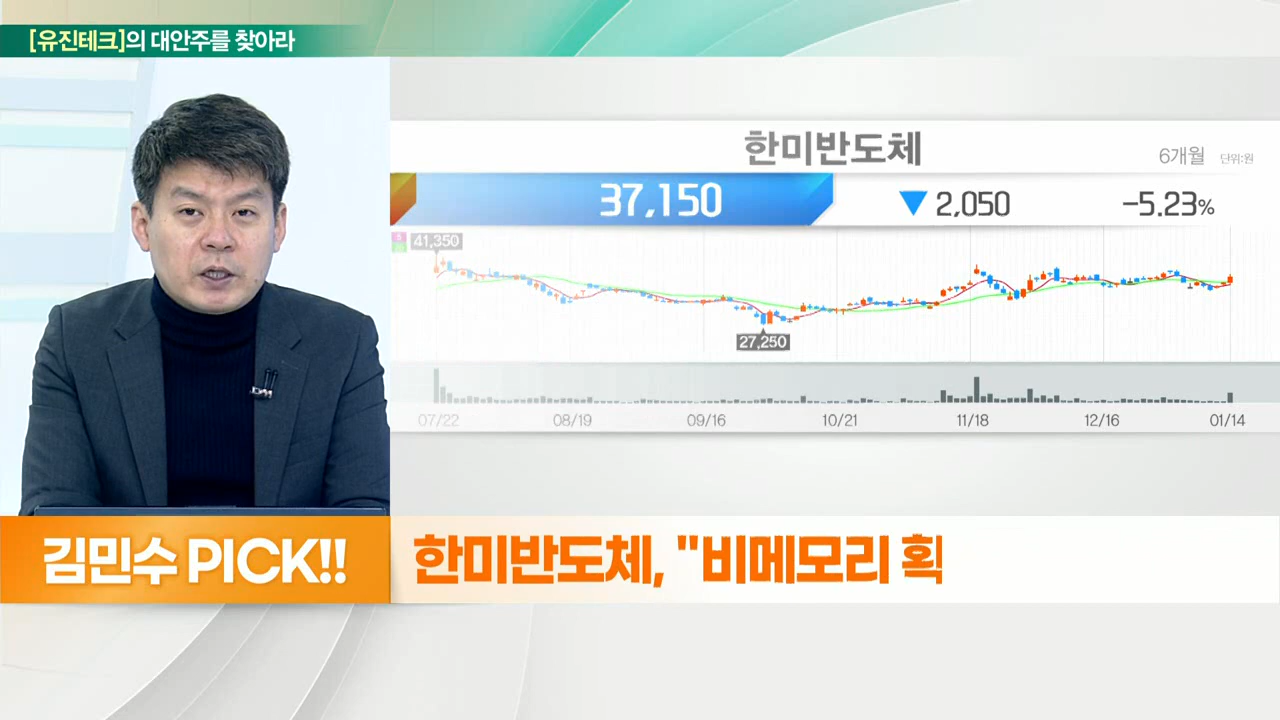 [유진테크]의 대안주를 찾아라
한미반도체
6개월 단위:원
37,150 ▼ 2,050 -5.23%
41,350
27,250
07/22 08/19 09/16 10/21 11/18 12/16 01/14
김민수 PICK!!
한미반도체, "비메모리 획